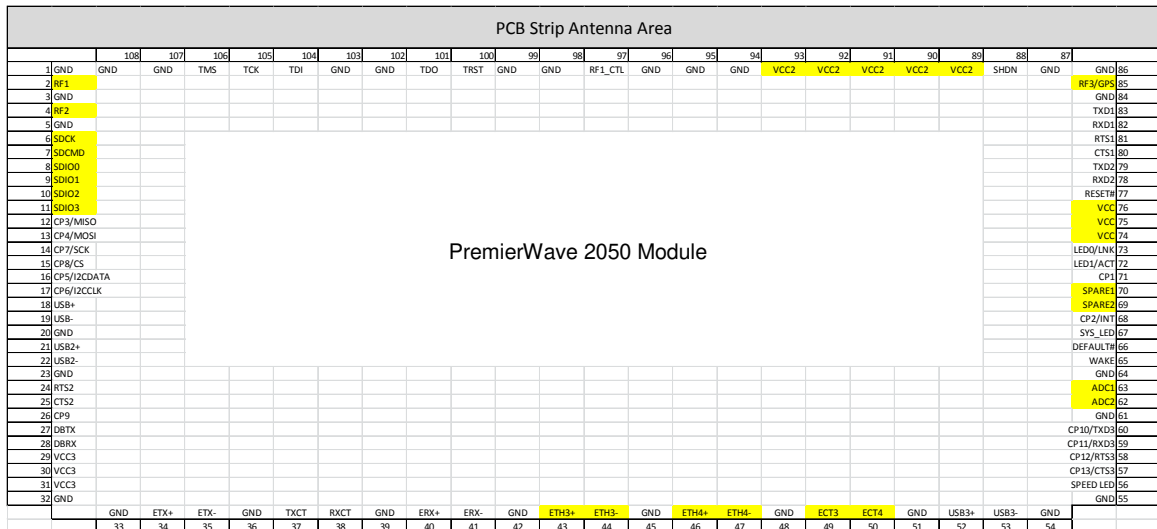 PCB Strip Antenna Area
108 107 106 105 104 103 102 101 100 99 98 97 96 95 94 93 92 91 90 89 88 87
1 GND GND GND TMS TCK TDI GND GND TDO TRST GND GND RF1_CTL GND GND GND VCC2 VCC2 VCC2 VCC2 VCC2 SHDN GND GND 86
2 RF1 RF3/GPS 85
3 GND GND 84
4 RF2 TXD1 83
5 GND RXD1 82
6 SDCK RTS1 81
7 SDCMD CTS1 80
8 SDIO0 TXD2 79
9 SDIO1 RXD2 78
10 SDIO2 RESET# 77
11 SDIO3 VCC 76
12 CP3/MISO VCC 75
13 CP4/MOSI VCC 74
14 CP7/SCK PremierWave 2050 Module LED0/LNK 73
15 CP8/CS LED1/ACT 72
16 CP5/I2CDATA CP1 71
17 CP6/I2CCLK SPARE1 70
18 USB+ SPARE2 69
19 USB- CP2/INT 68
20 GND SYS_LED 67
21 USB2+ DEFAULT# 66
22 USB2- WAKE 65
23 GND GND 64
24 RTS2 ADC1 63
25 CTS2 ADC2 62
26 CP9 GND 61
27 DBTX CP10/TXD3 60
28 DBRX CP11/RXD3 59
29 VCC3 CP12/RTS3 58
30 VCC3 CP13/CTS3 57
31 VCC3 SPEED LED 56
32 GND GND 55
GND ETX+ ETX- GND TXCT RXCT GND ERX+ ERX- GND ETH3+ ETH3- GND ETH4+ ETH4- GND ECT3 ECT4 GND USB3+ USB3- GND
33 34 35 36 37 38 39 40 41 42 43 44 45 46 47 48 49 50 51 52 53 54